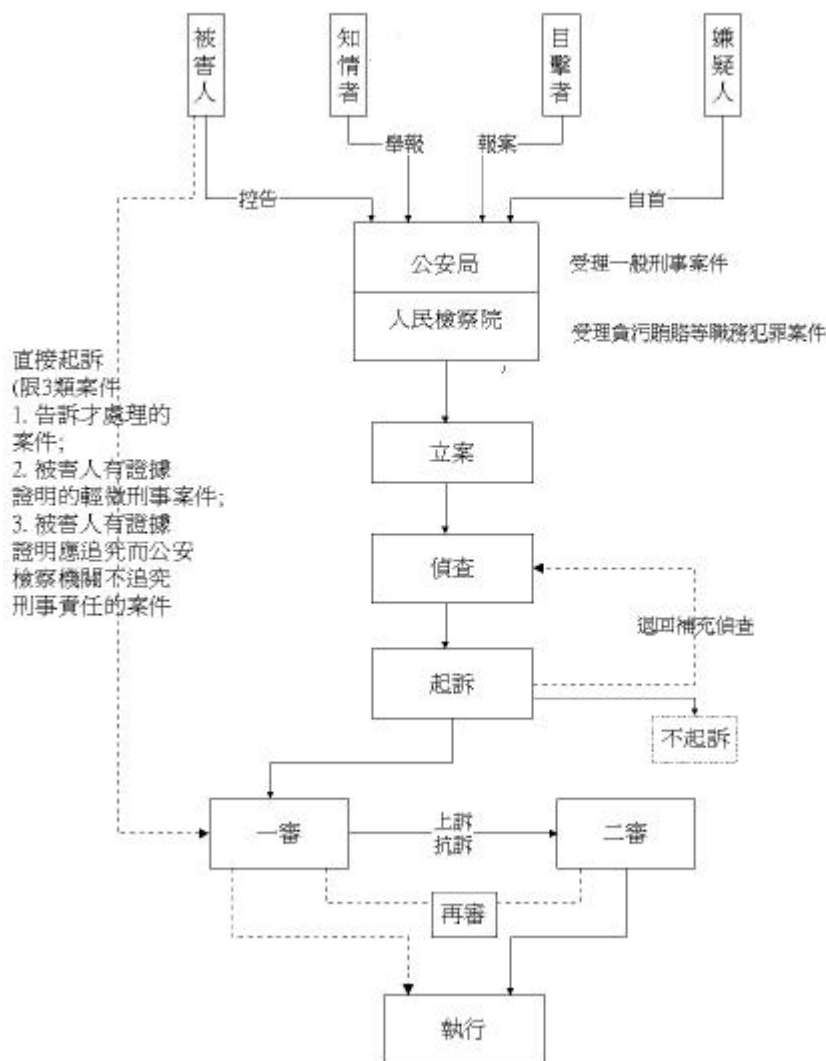 被害人
知情者
目擊者
嫌疑人
舉報
報案
控告
自首
公安局
受理一般刑事案件
人民檢察院
受理貪污賄賂等職務犯罪案件
直接起訴
(限3類案件
1. 告訴才處理的
案件;
2. 被害人有證據
證明的輕微刑事案件;
3. 被害人有證據
證明應追究而公安
檢察機關不追究
刑事責任的案件
立案
偵查
退回補充偵查
起訴
不起訴
一審
上訴
抗訴
二審
再審
執行